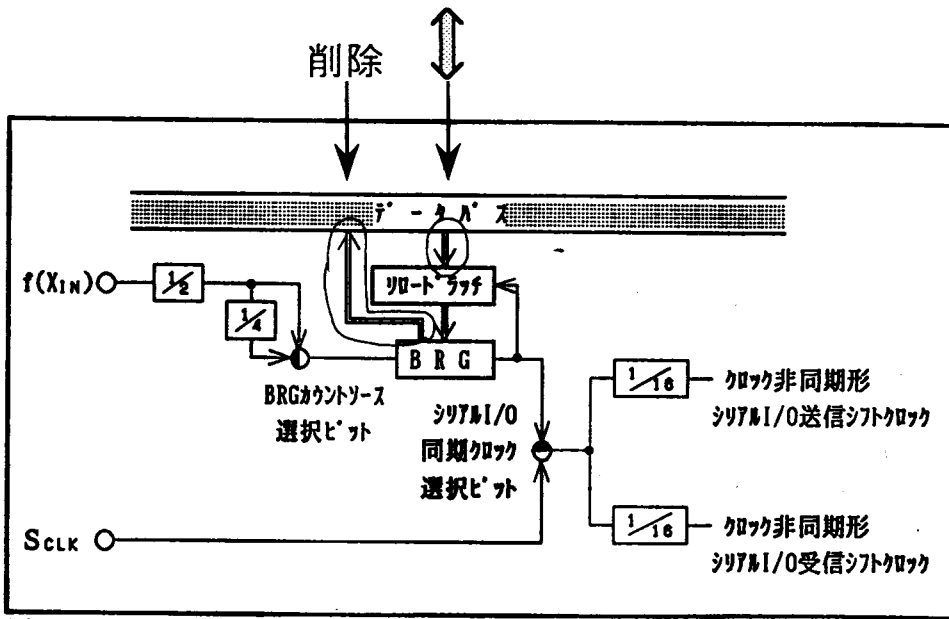 削除
データバス
f(XIN)
1/2
リロードラッチ
1/4
BRG
BRGカウントソース
選択ビット
シリアルI/O
同期クロック
選択ビット
1/16
クロック非同期形
シリアルI/O送信シフトクロック
SCLK
1/16
クロック非同期形
シリアルI/O受信シフトクロック